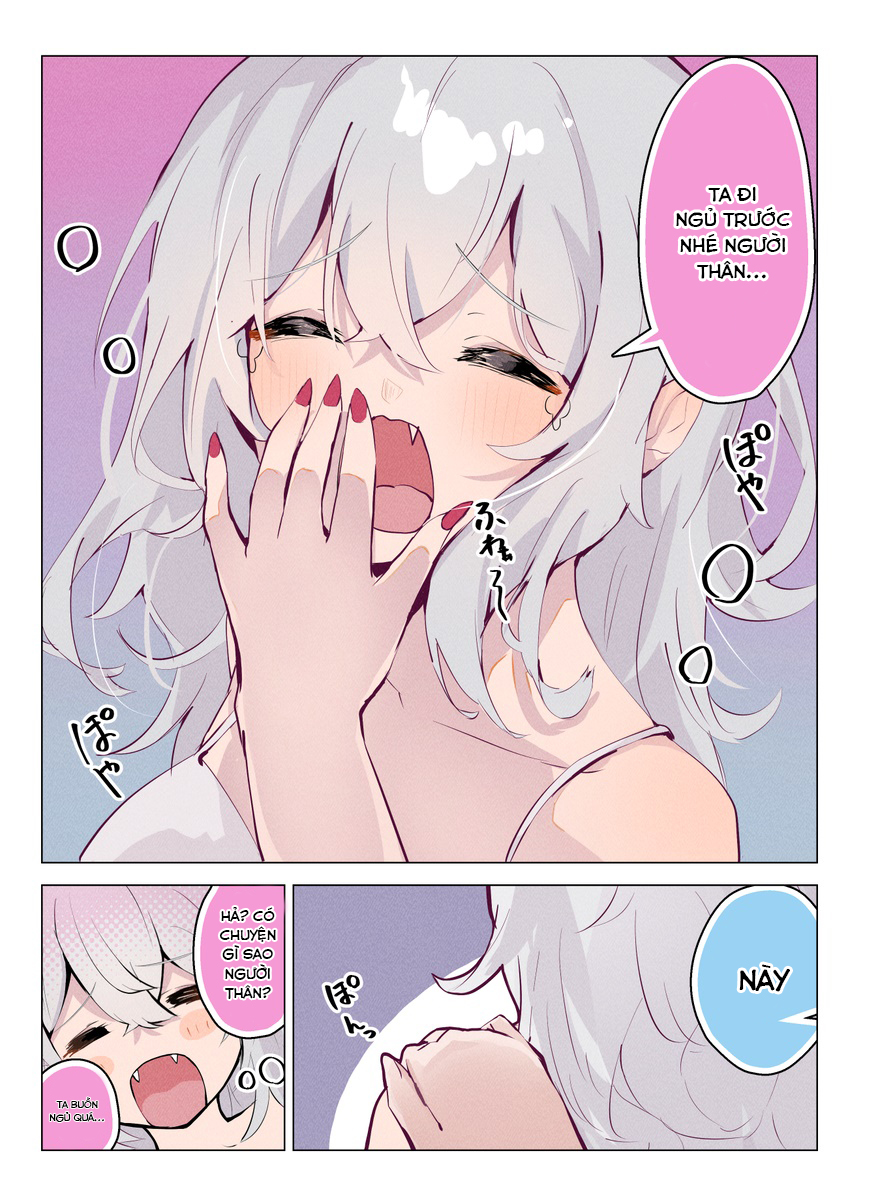 TA ĐI
NGỦ TRƯỚC
NHÉ NGƯỜI
THÂN...
ぽや
ふわぁ〜
ぽや
NÀY
ぽんっ
HẢ? CÓ
CHUYỆN
GÌ SAO
NGƯỜI
THÂN?
TA BUỒN
NGỦ QUÁ...